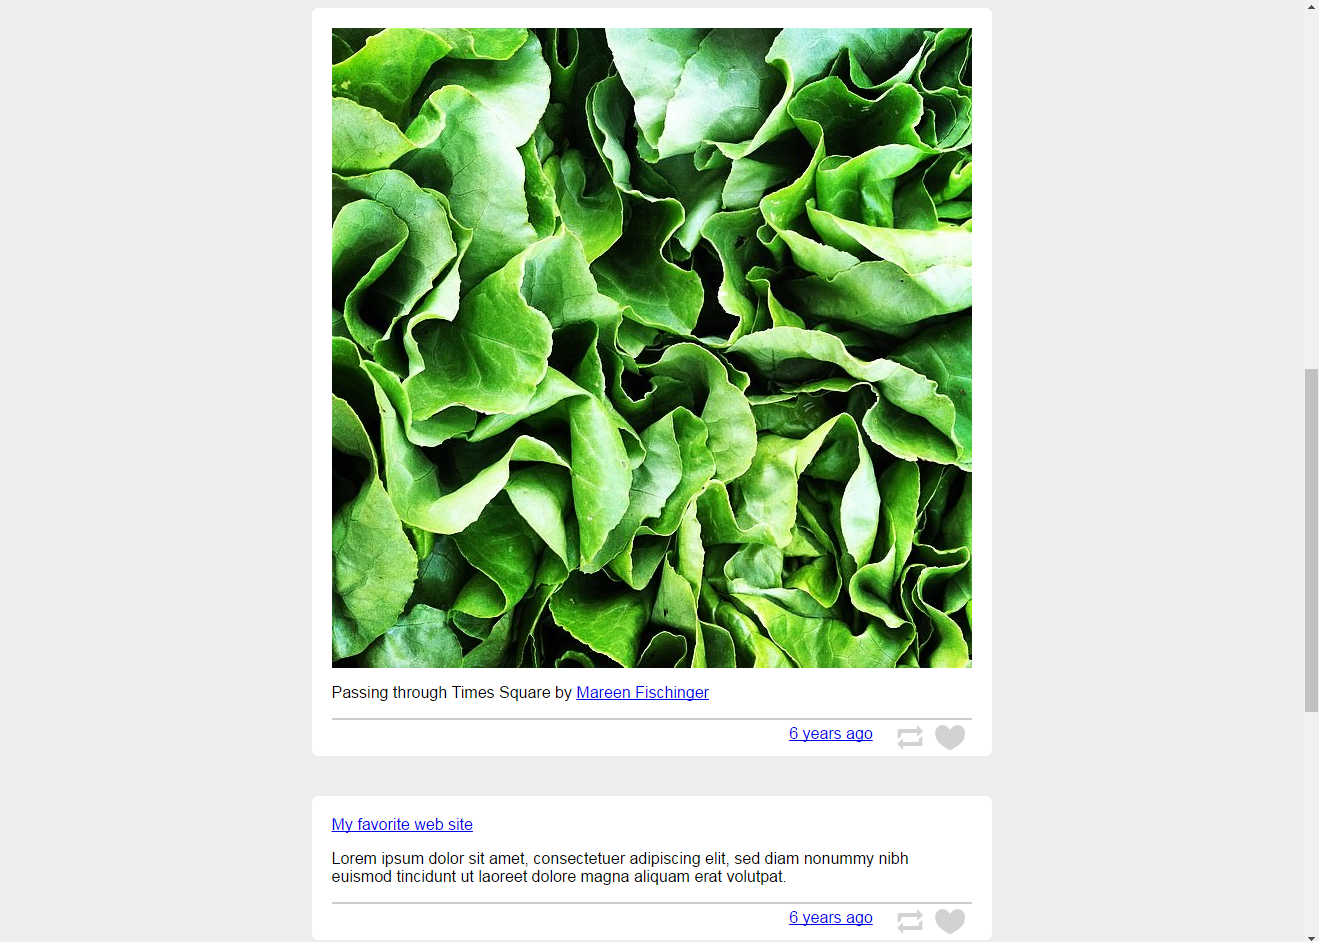 Passing through Times Square by Mareen Fischinger
6 years ago
My favorite web site
Lorem ipsum dolor sit amet, consectetuer adipiscing elit, sed diam nonummy nibh
euismod tincidunt ut laoreet dolore magna aliquam erat volutpat.
6 years ago